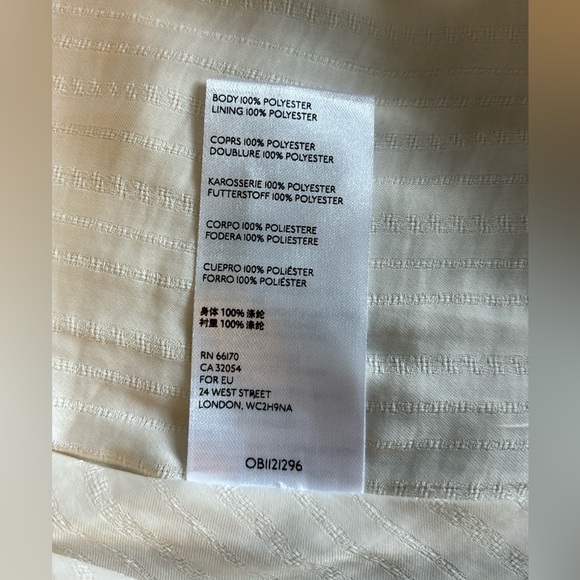 BODY 100% POLYESTER
LINING 100% POLYESTER
COPRS 100% POLYESTER
DOUBLURE 100% POLYESTER
KAROSSERIE 100% POLYESTER
FUTTERSTOFF 100% POLYESTER
CORPO 100% POLIESTERE
FODERA 100% POLIESTERE
CUEPRO 100% POLIÉSTER
FORRO 100% POLIÉSTER
身体 100% 涤纶
衬里 100% 涤纶
RN 66170
CA 32054
FOR EU
24 WEST STREET
LONDON, WC2H9NA
OB1121296